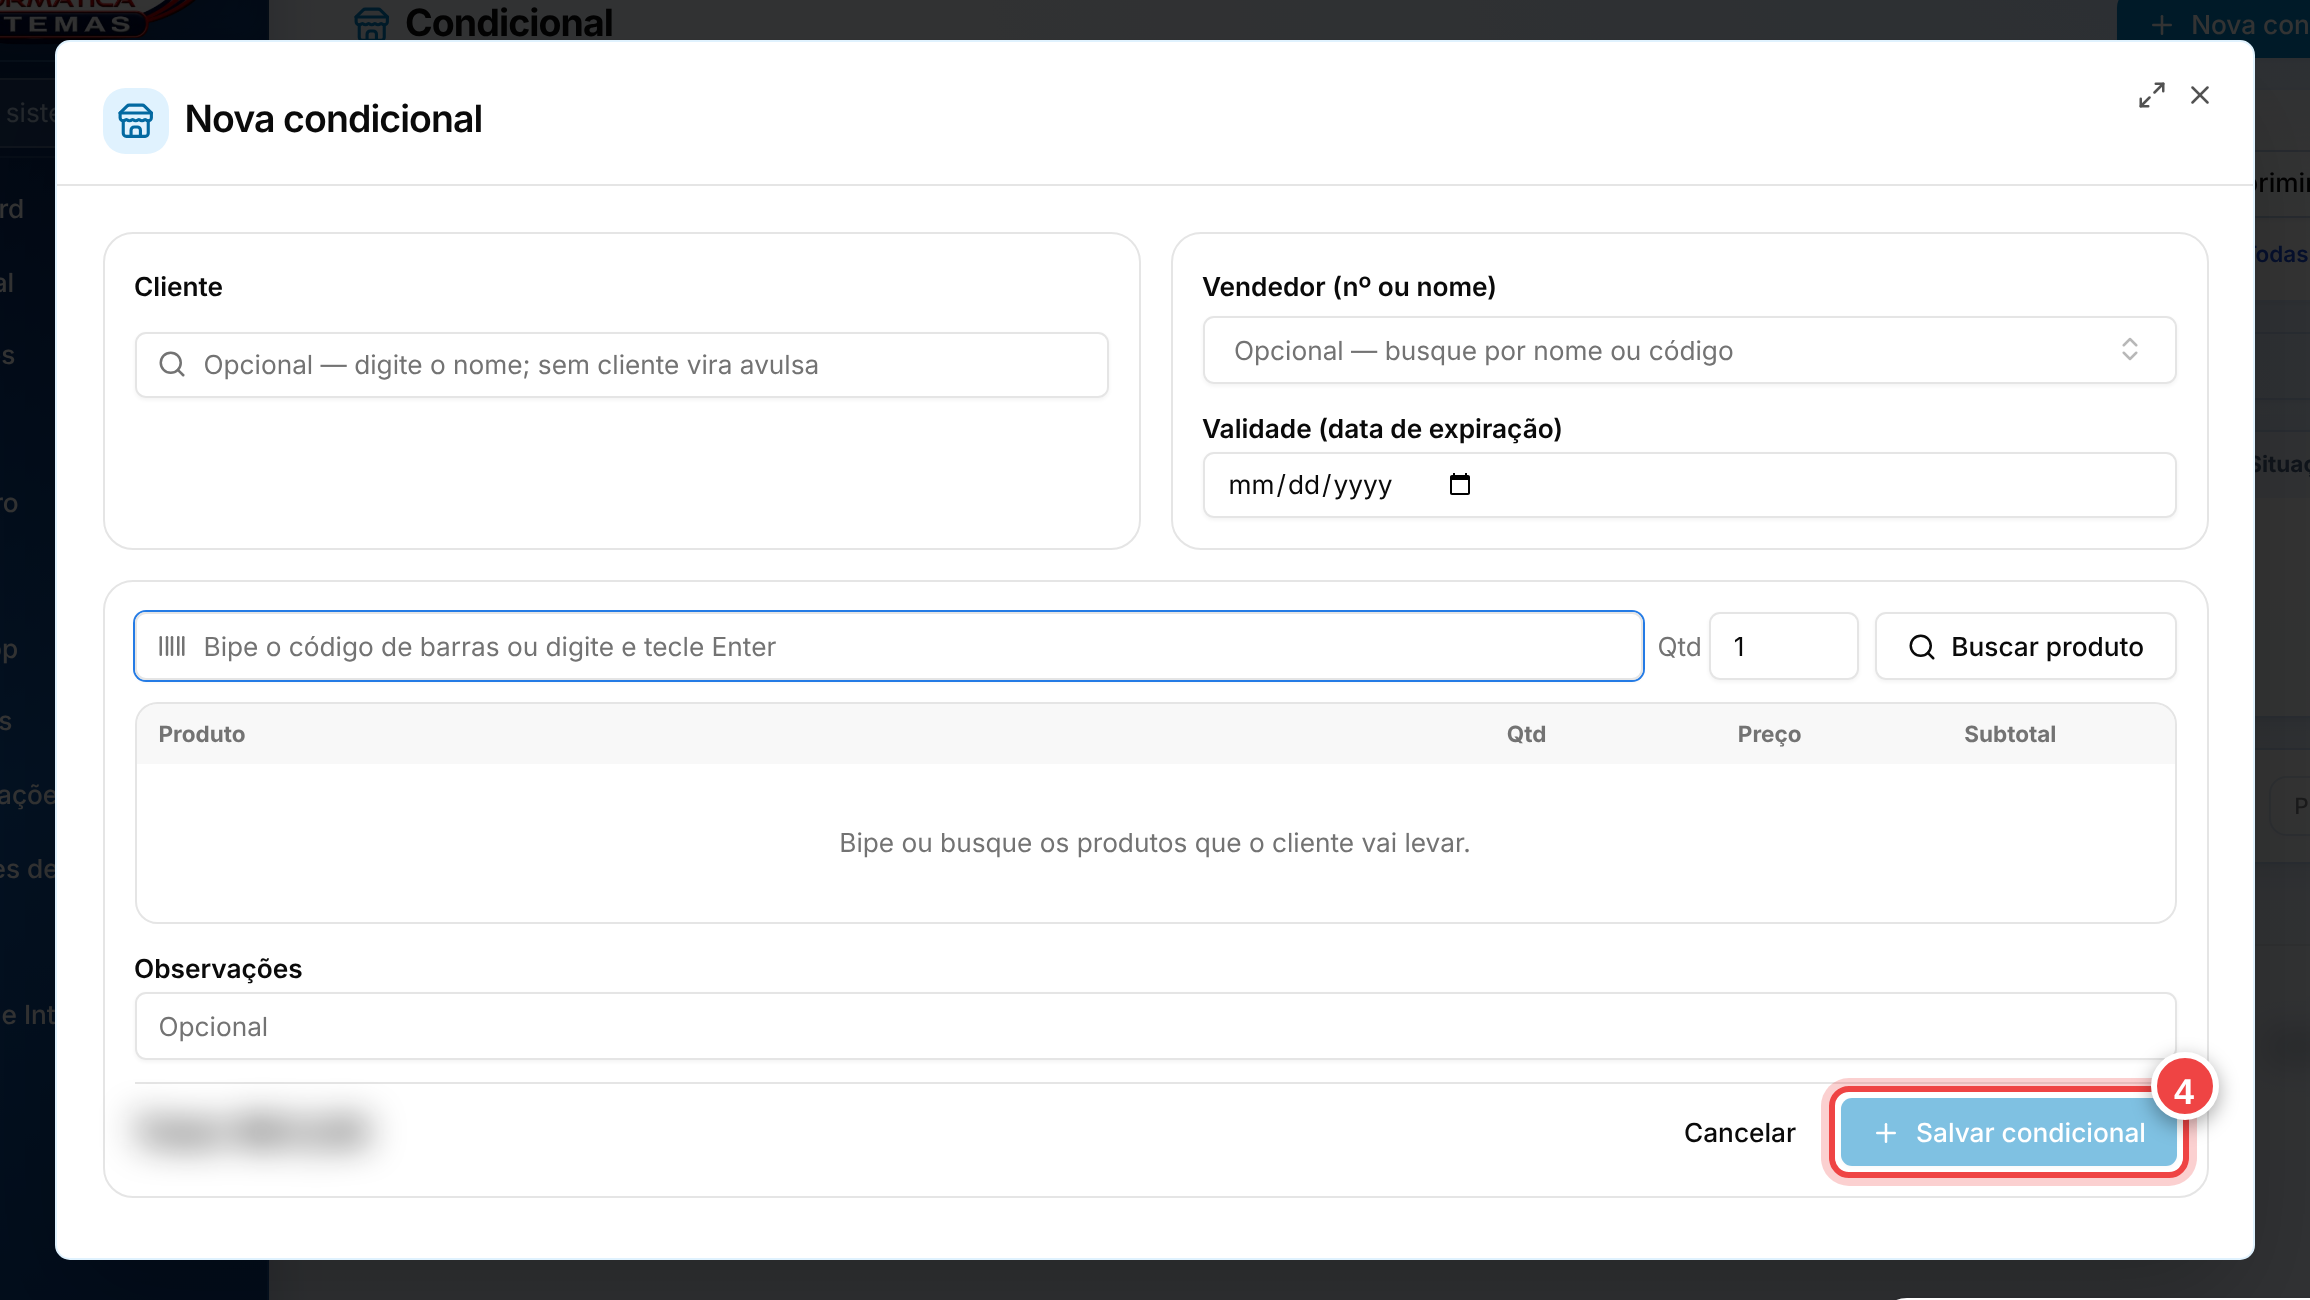 TEMAS
Condicional
+ Nova con
Nova condicional
Cliente
Opcional — digite o nome; sem cliente vira avulsa
Vendedor (nº ou nome)
Opcional — busque por nome ou código
Validade (data de expiração)
mm/dd/yyyy
Bipe o código de barras ou digite e tecle Enter
Qtd
1
Buscar produto
Produto Qtd Preço Subtotal
Bipe ou busque os produtos que o cliente vai levar.
Observações
Opcional
Cancelar
+ Salvar condicional
4